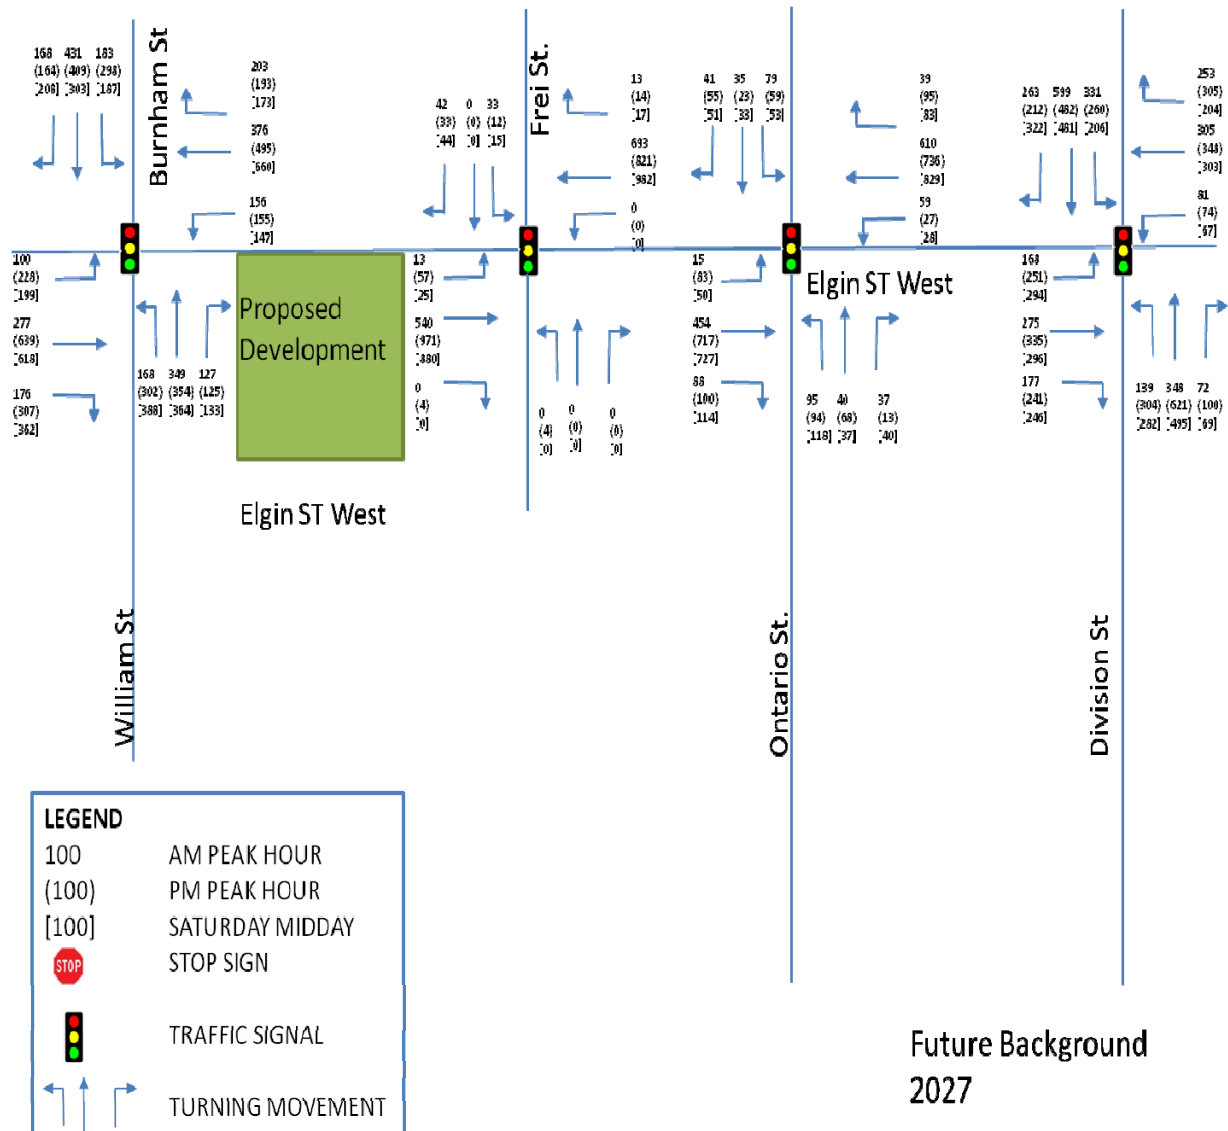 168 431 183
(164) (409) (298)
[208] [303] [187]
Burnham St
203
(193)
[173]
376
(495)
[660]
156
(155)
[147]
42 0 33
(33) (0) (12)
[44] [0] [15]
Frei St.
13
(14)
[17]
693
(821)
[982]
0
(0)
[0]
41 35 79
(55) (23) (59)
[51] [33] [53]
39
(95)
[83]
610
(736)
[829]
59
(27)
[28]
263 599 331
(212) (482) (260)
[322] [481] [206]
253
(305)
[204]
305
(348)
[303]
81
(74)
[67]
100
(228)
[199]
277
(639)
[618]
176
(307)
[362]
168 349 127
(302) (354) (125)
[388] [364] [133]
Proposed
Development
13
(57)
[25]
540
(971)
[880]
0
(4)
[0]
0 0 0
(4) (0) (0)
[0] [0] [0]
15
(83)
[50]
454
(717)
[727]
88
(100)
[114]
Elgin ST West
95 40 37
(94) (68) (13)
[118] [37] [40]
168
(251)
[294]
275
(335)
[296]
177
(241)
[246]
139 348 72
(304) (621) (100)
[282] [495] [69]
Elgin ST West
William St
Ontario St.
Division St
LEGEND
100 AM PEAK HOUR
(100) PM PEAK HOUR
[100] SATURDAY MIDDAY
STOP STOP SIGN
TRAFFIC SIGNAL
TURNING MOVEMENT
Future Background
2027